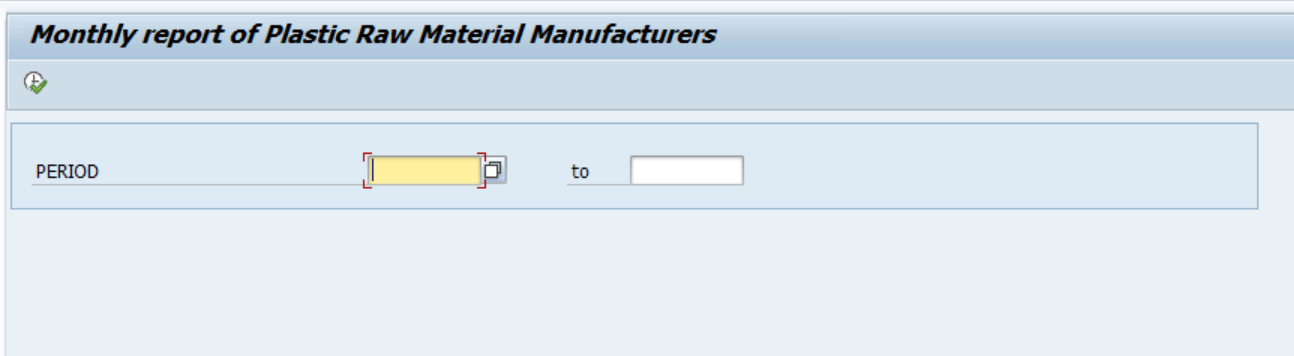 Monthly report of Plastic Raw Material Manufacturers
PERIOD to